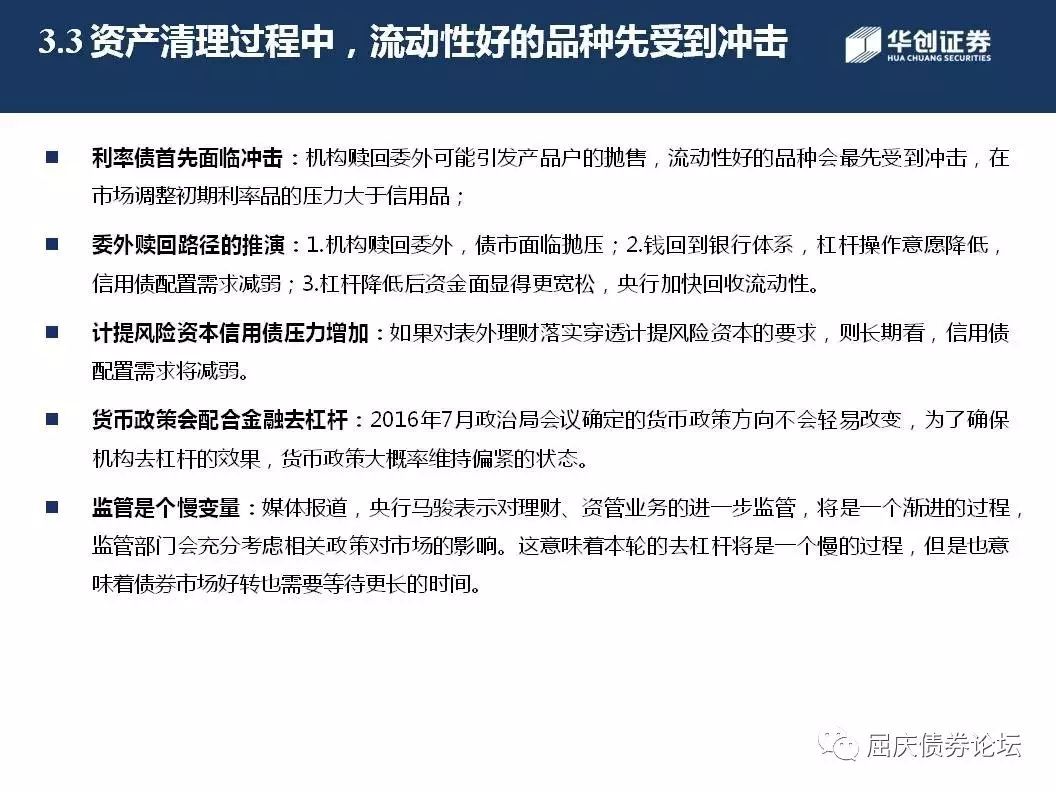 3.3 资产清理过程中，流动性好的品种先受到冲击
华创证券
HUA CHUANG SECURITIES
利率债首先面临冲击：机构赎回委外可能引发产品户的抛售，流动性好的品种会最先受到冲击，在
市场调整初期利率品的压力大于信用品；
委外赎回路径的推演：1.机构赎回委外，债市面临抛压；2.钱回到银行体系，杠杆操作意愿降低，
信用债配置需求减弱；3.杠杆降低后资金面显得更宽松，央行加快回收流动性。
计提风险资本信用债压力增加：如果对表外理财落实穿透计提风险资本的要求，则长期看，信用债
配置需求将减弱。
货币政策会配合金融去杠杆：2016年7月政治局会议确定的货币政策方向不会轻易改变，为了确保
机构去杠杆的效果，货币政策大概率维持偏紧的状态。
监管是个慢变量：媒体报道，央行马骏表示对理财、资管业务的进一步监管，将是一个渐进的过程，
监管部门会充分考虑相关政策对市场的影响。这意味着本轮的去杠杆将是一个慢的过程，但是也意
味着债券市场好转也需要等待更长的时间。
屈庆债券论坛